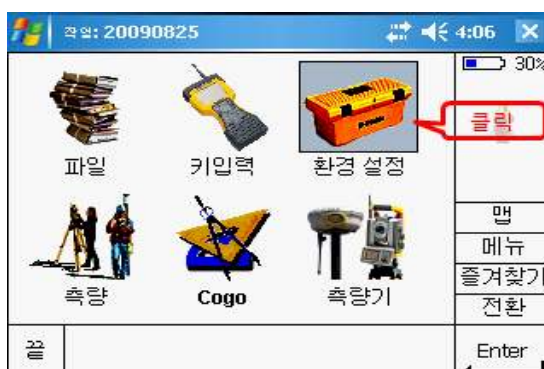 작업: 20090825
4:06
30%
파일
키입력
환경 설정
클릭
측량
Cogo
측량기
맵
메뉴
즐겨찾기
전환
끝
Enter